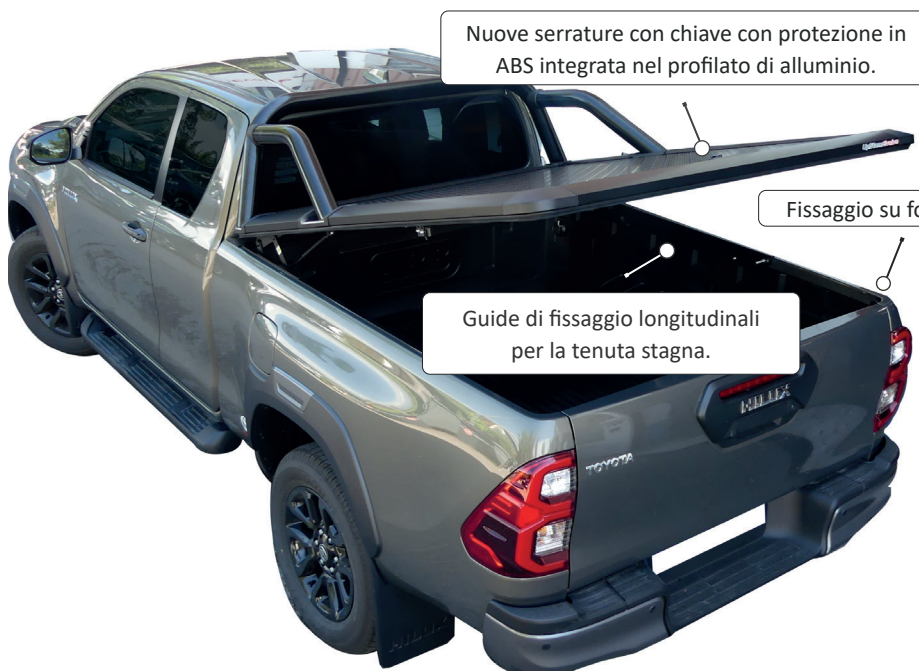 Nuove serrature con chiave con protezione in
ABS integrata nel profilato di alluminio.
Fissaggio su fo
Guide di fissaggio longitudinali
per la tenuta stagna.
HILUX
TOYOTA
HILUX